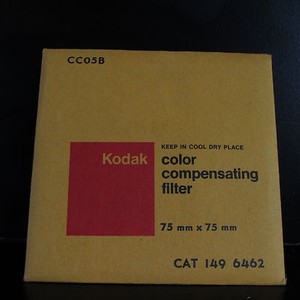 CC05B
KEEP IN COOL DRY PLACE
Kodak
color
compensating
filter
75 mm x 75 mm
CAT 149 6462